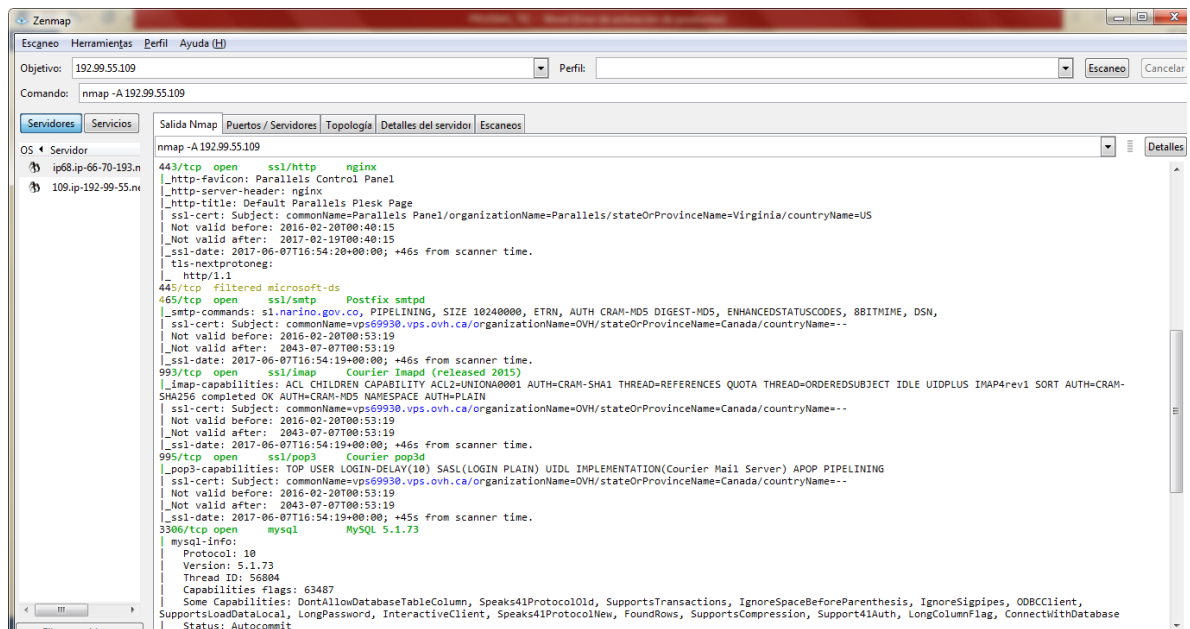 Zenmap
Escaneo Herramientas Perfil Ayuda (H)
Objetivo: 192.99.55.109 Perfil: Escaneo Cancelar
Comando: nmap -A 192.99.55.109
Servidores Servicios Salida Nmap Puertos / Servidores Topología Detalles del servidor Escaneos
OS Servidor nmap -A 192.99.55.109 Detalles
ip68.ip-66-70-193.n
109.ip-192-99-55.ne
443/tcp open ssl/http nginx
|_http-favicon: Parallels Control Panel
|_http-server-header: nginx
|_http-title: Default Parallels Plesk Page
| ssl-cert: Subject: commonName=Parallels Panel/organizationName=Parallels/stateOrProvinceName=Virginia/countryName=US
| Not valid before: 2016-02-20T00:40:15
|_Not valid after: 2017-02-19T00:40:15
|_ssl-date: 2017-06-07T16:54:20+00:00; +46s from scanner time.
| tls-nextprotoneg:
|_ http/1.1
445/tcp filtered microsoft-ds
465/tcp open ssl/smtp Postfix smtpd
|_smtp-commands: s1.narino.gov.co, PIPELINING, SIZE 10240000, ETRN, AUTH CRAM-MD5 DIGEST-MD5, ENHANCEDSTATUSCODES, 8BITMIME, DSN,
| ssl-cert: Subject: commonName=vps69930.vps.ovh.ca/organizationName=OVH/stateOrProvinceName=Canada/countryName=--
| Not valid before: 2016-02-20T00:53:19
|_Not valid after: 2043-07-07T00:53:19
|_ssl-date: 2017-06-07T16:54:19+00:00; +46s from scanner time.
993/tcp open ssl/imap Courier Imapd (released 2015)
|_imap-capabilities: ACL CHILDREN CAPABILITY ACL2=UNIONA0001 AUTH=CRAM-SHA1 THREAD=REFERENCES QUOTA THREAD=ORDEREDSUBJECT IDLE UIDPLUS IMAP4rev1 SORT AUTH=CRAM-
SHA256 completed OK AUTH=CRAM-MD5 NAMESPACE AUTH=PLAIN
| ssl-cert: Subject: commonName=vps69930.vps.ovh.ca/organizationName=OVH/stateOrProvinceName=Canada/countryName=--
| Not valid before: 2016-02-20T00:53:19
|_Not valid after: 2043-07-07T00:53:19
|_ssl-date: 2017-06-07T16:54:19+00:00; +46s from scanner time.
995/tcp open ssl/pop3 Courier pop3d
|_pop3-capabilities: TOP USER LOGIN-DELAY(10) SASL(LOGIN PLAIN) UIDL IMPLEMENTATION(Courier Mail Server) APOP PIPELINING
| ssl-cert: Subject: commonName=vps69930.vps.ovh.ca/organizationName=OVH/stateOrProvinceName=Canada/countryName=--
| Not valid before: 2016-02-20T00:53:19
|_Not valid after: 2043-07-07T00:53:19
|_ssl-date: 2017-06-07T16:54:19+00:00; +45s from scanner time.
3306/tcp open mysql MySQL 5.1.73
| mysql-info:
| Protocol: 10
| Version: 5.1.73
| Thread ID: 56804
| Capabilities flags: 63487
| Some Capabilities: DontAllowDatabaseTableColumn, Speaks41ProtocolOld, SupportsTransactions, IgnoreSpaceBeforeParenthesis, IgnoreSigpipes, ODBCClient,
SupportsLoadDataLocal, LongPassword, InteractiveClient, Speaks41ProtocolNew, FoundRows, SupportsCompression, Support41Auth, LongColumnFlag, ConnectWithDatabase
| Status: Autocommit